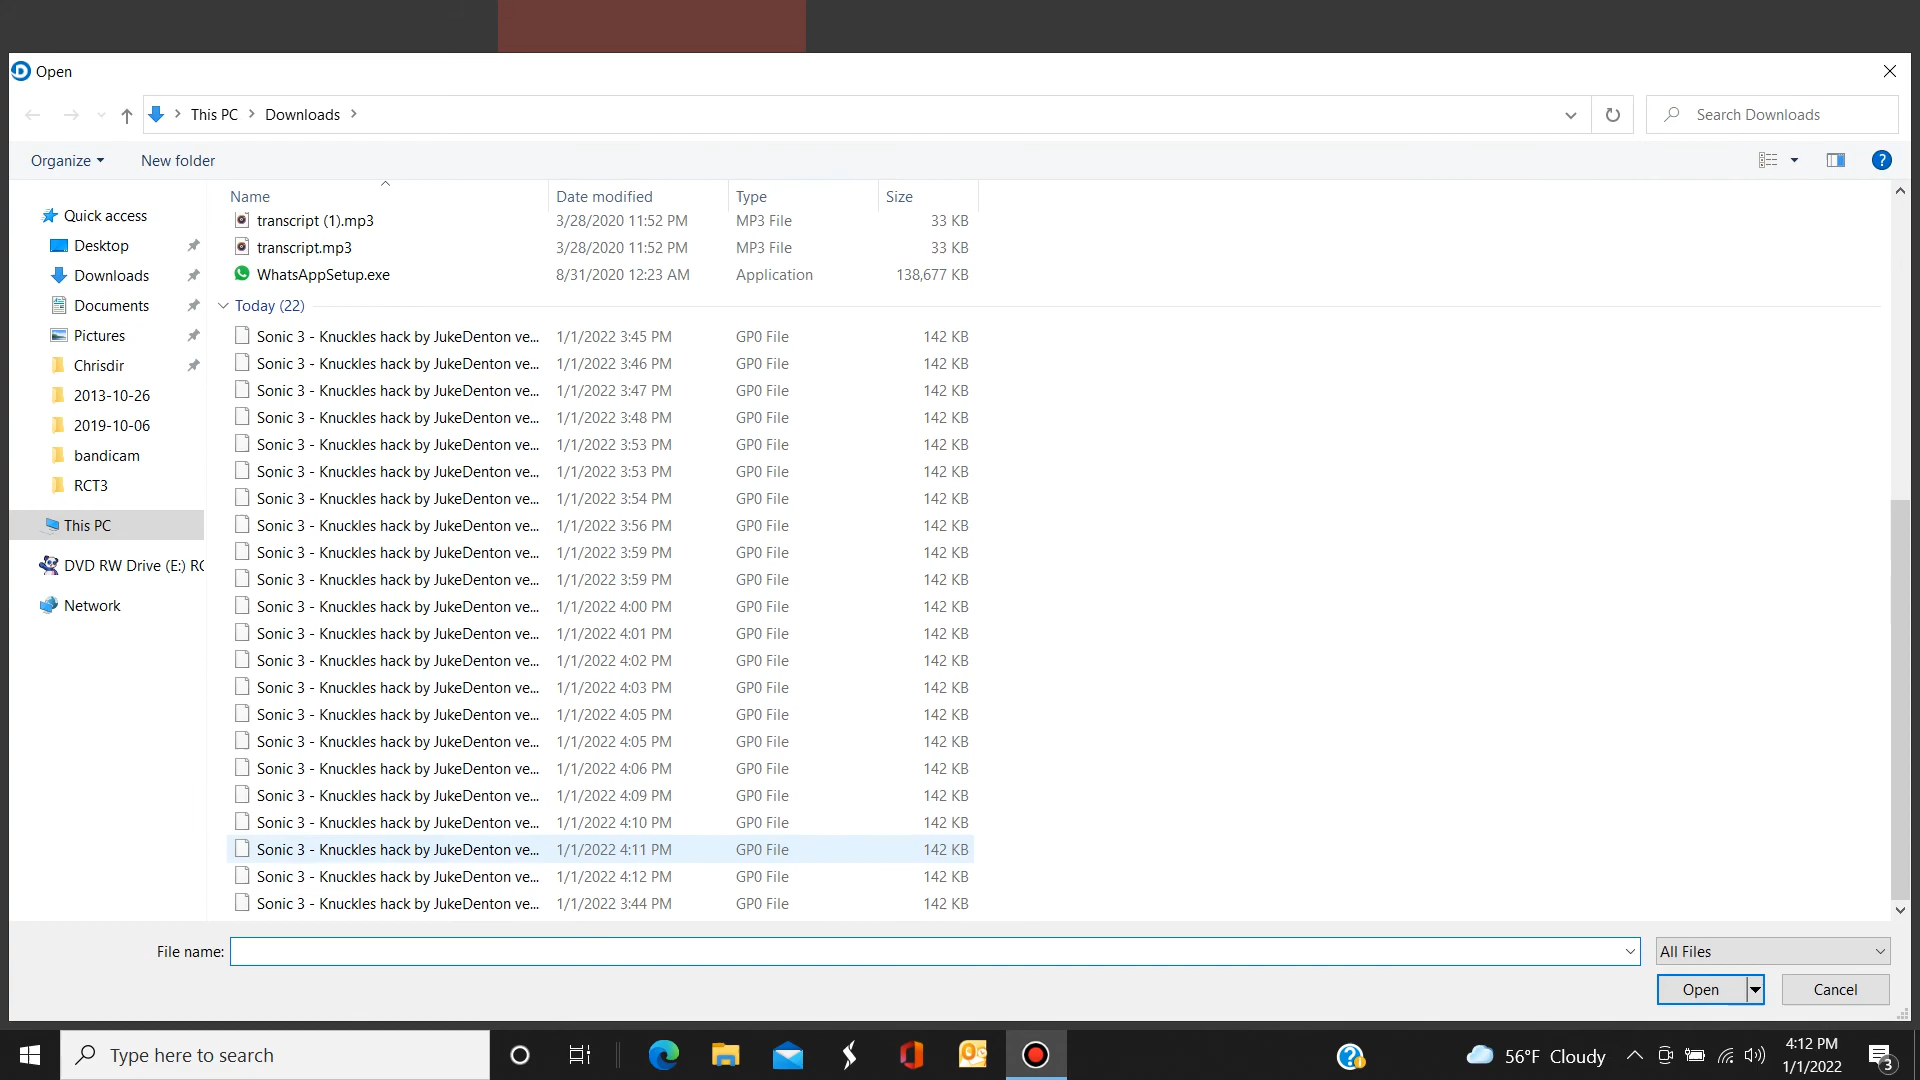 Open
This PC > Downloads >
Search Downloads
Organize
New folder
Name Date modified Type Size
Quick access
Desktop
Downloads
Documents
Pictures
Chrisdir
2013-10-26
2019-10-06
bandicam
RCT3
This PC
DVD RW Drive (E:) RC
Network
transcript (1).mp3 3/28/2020 11:52 PM MP3 File 33 KB
transcript.mp3 3/28/2020 11:52 PM MP3 File 33 KB
WhatsAppSetup.exe 8/31/2020 12:23 AM Application 138,677 KB
Today (22)
Sonic 3 - Knuckles hack by JukeDenton ve... 1/1/2022 3:45 PM GP0 File 142 KB
Sonic 3 - Knuckles hack by JukeDenton ve... 1/1/2022 3:46 PM GP0 File 142 KB
Sonic 3 - Knuckles hack by JukeDenton ve... 1/1/2022 3:47 PM GP0 File 142 KB
Sonic 3 - Knuckles hack by JukeDenton ve... 1/1/2022 3:48 PM GP0 File 142 KB
Sonic 3 - Knuckles hack by JukeDenton ve... 1/1/2022 3:53 PM GP0 File 142 KB
Sonic 3 - Knuckles hack by JukeDenton ve... 1/1/2022 3:53 PM GP0 File 142 KB
Sonic 3 - Knuckles hack by JukeDenton ve... 1/1/2022 3:54 PM GP0 File 142 KB
Sonic 3 - Knuckles hack by JukeDenton ve... 1/1/2022 3:56 PM GP0 File 142 KB
Sonic 3 - Knuckles hack by JukeDenton ve... 1/1/2022 3:59 PM GP0 File 142 KB
Sonic 3 - Knuckles hack by JukeDenton ve... 1/1/2022 3:59 PM GP0 File 142 KB
Sonic 3 - Knuckles hack by JukeDenton ve... 1/1/2022 4:00 PM GP0 File 142 KB
Sonic 3 - Knuckles hack by JukeDenton ve... 1/1/2022 4:01 PM GP0 File 142 KB
Sonic 3 - Knuckles hack by JukeDenton ve... 1/1/2022 4:02 PM GP0 File 142 KB
Sonic 3 - Knuckles hack by JukeDenton ve... 1/1/2022 4:03 PM GP0 File 142 KB
Sonic 3 - Knuckles hack by JukeDenton ve... 1/1/2022 4:05 PM GP0 File 142 KB
Sonic 3 - Knuckles hack by JukeDenton ve... 1/1/2022 4:05 PM GP0 File 142 KB
Sonic 3 - Knuckles hack by JukeDenton ve... 1/1/2022 4:06 PM GP0 File 142 KB
Sonic 3 - Knuckles hack by JukeDenton ve... 1/1/2022 4:09 PM GP0 File 142 KB
Sonic 3 - Knuckles hack by JukeDenton ve... 1/1/2022 4:10 PM GP0 File 142 KB
Sonic 3 - Knuckles hack by JukeDenton ve... 1/1/2022 4:11 PM GP0 File 142 KB
Sonic 3 - Knuckles hack by JukeDenton ve... 1/1/2022 4:12 PM GP0 File 142 KB
Sonic 3 - Knuckles hack by JukeDenton ve... 1/1/2022 3:44 PM GP0 File 142 KB
File name:
All Files
Open
Cancel
Type here to search
56°F Cloudy
4:12 PM
1/1/2022
3